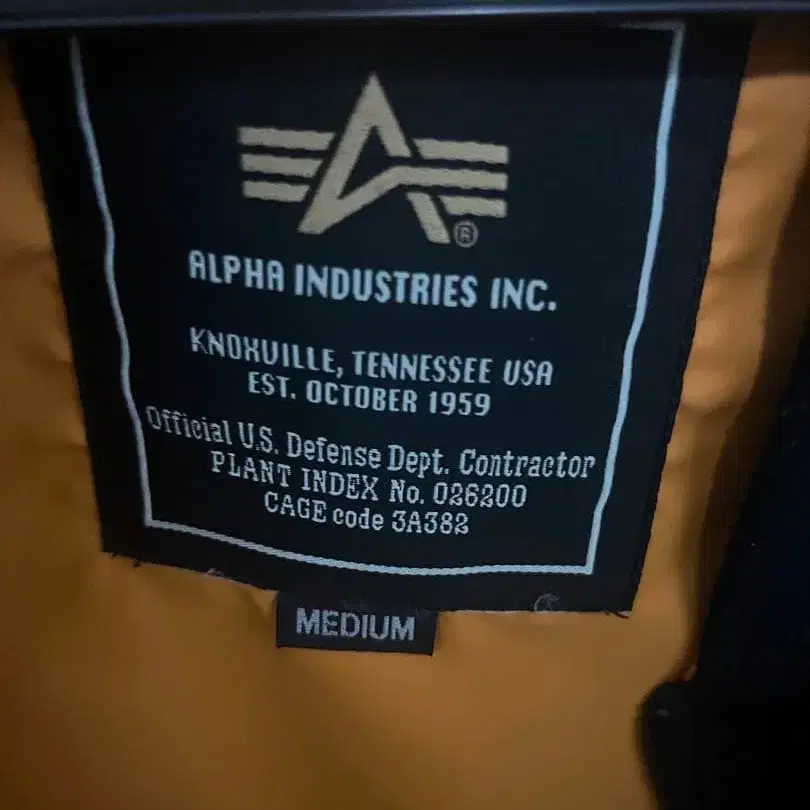 ®
ALPHA INDUSTRIES INC.
KNOXVILLE, TENNESSEE USA
EST. OCTOBER 1959
Official U.S. Defense Dept. Contractor
PLANT INDEX No. 026200
CAGE code 3A382
MEDIUM